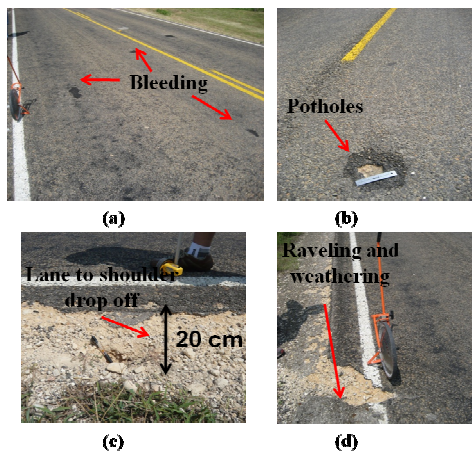 Bleeding
Potholes
(a)
(b)
Lane to shoulder
drop off
20 cm
Raveling and
weathering
(c)
(d)